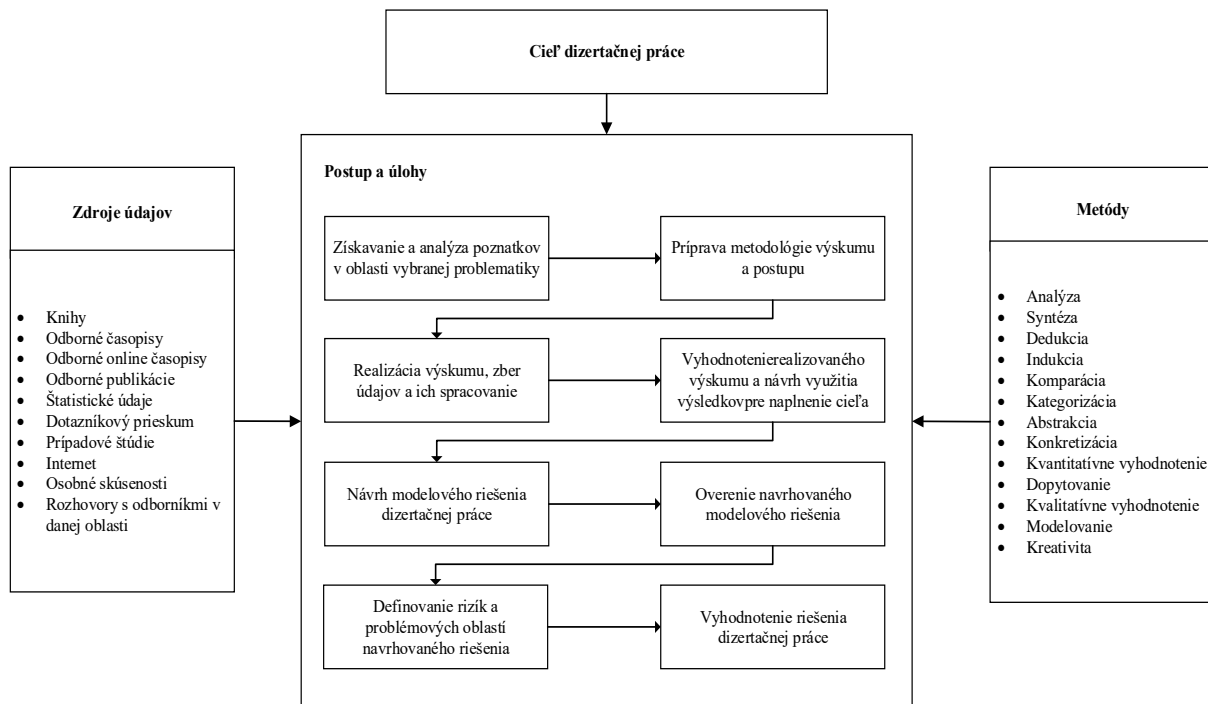 Cieľ dizertačnej práce
Postup a úlohy
Zdroje údajov
Knihy
Odborné časopisy
Odborné online časopisy
Odborné publikácie
Štatistické údaje
Dotazníkový prieskum
Prípadové štúdie
Internet
Osobné skúsenosti
Rozhovory s odborníkmi v
danej oblasti
Získavanie a analýza poznatkov
v oblasti vybranej problematiky
Príprava metodológie výskumu
a postupu
Realizácia výskumu, zber
údajov a ich spracovanie
Vyhodnotenierealizovaného
výskumu a návrh využitia
výsledkovpre naplnenie cieľa
Návrh modelového riešenia
dizertačnej práce
Overenie navrhovaného
modelového riešenia
Definovanie rizík a
problémových oblastí
navrhovaného riešenia
Vyhodnotenie riešenia
dizertačnej práce
Metódy
Analýza
Syntéza
Dedukcia
Indukcia
Komparácia
Kategorizácia
Abstrakcia
Konkretizácia
Kvantitatívne vyhodnotenie
Dopytovanie
Kvalitatívne vyhodnotenie
Modelovanie
Kreativita